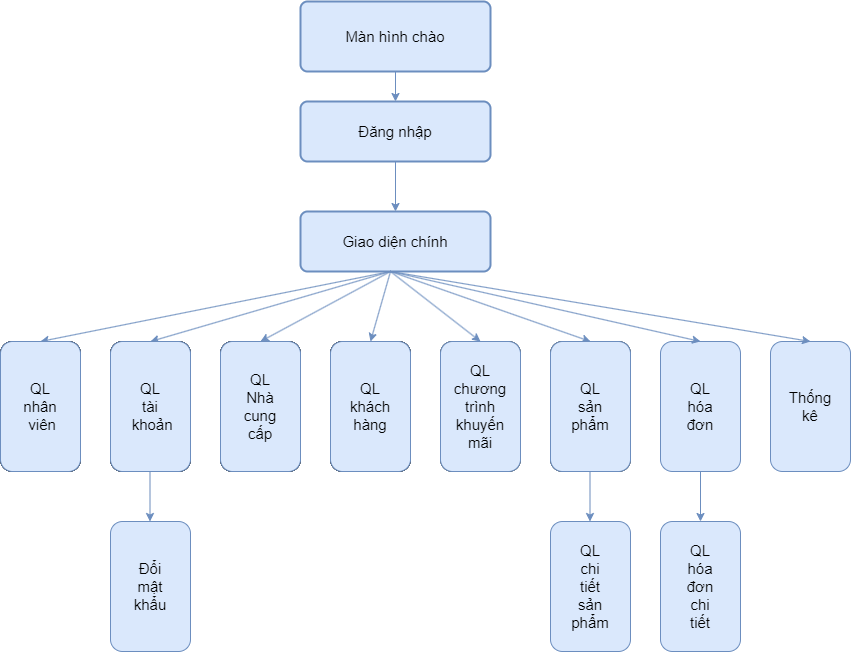 Màn hình chào
Đăng nhập
Giao diện chính
QL
nhân
viên
QL
tài
khoản
QL
Nhà
cung
cấp
QL
khách
hàng
QL
chương
trình
khuyến
mãi
QL
sản
phẩm
QL
hóa
đơn
Thống
kê
Đổi
mật
khẩu
QL
chi
tiết
sản
phẩm
QL
hóa
đơn
chi
tiết